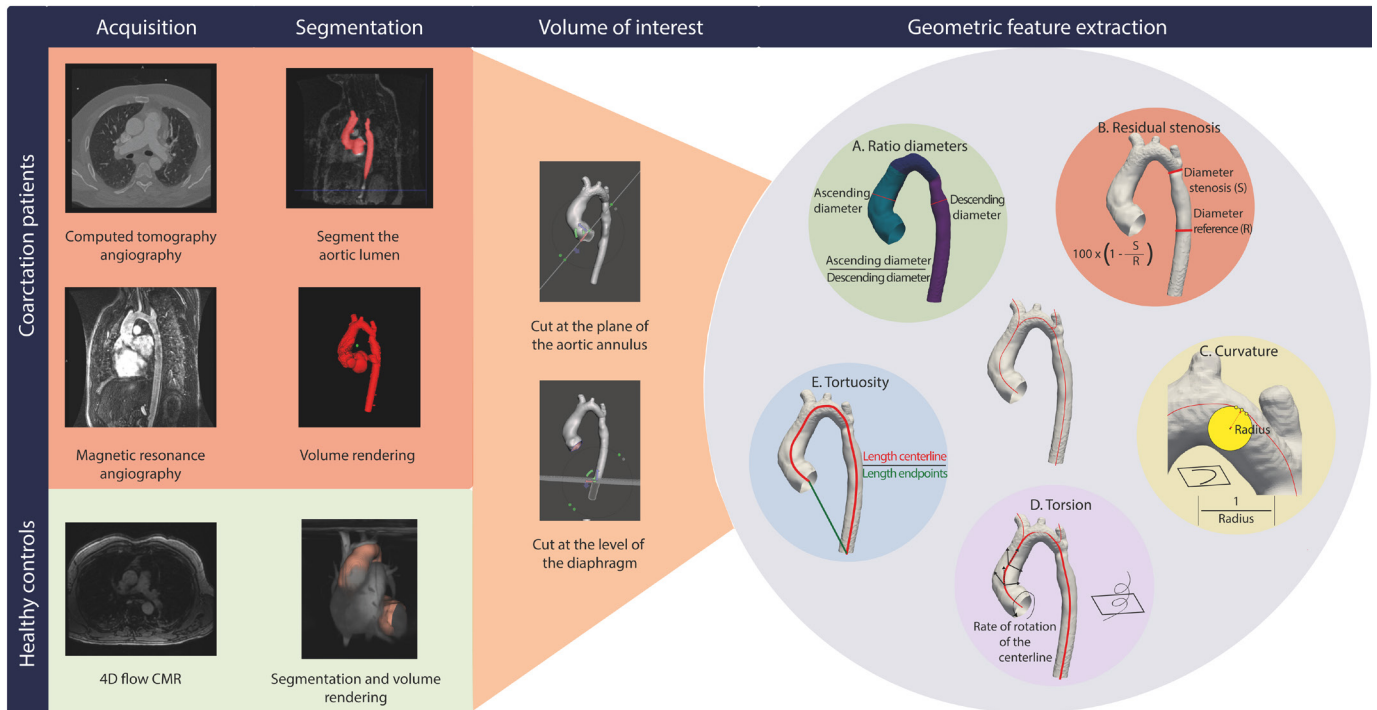 Acquisition
Segmentation
Volume of interest
Geometric feature extraction
Coarctation patients
Healthy controls
Computed tomography
angiography
Segment the
aortic lumen
Magnetic resonance
angiography
Volume rendering
4D flow CMR
Segmentation and volume
rendering
Cut at the plane of
the aortic annulus
Cut at the level of
the diaphragm
A. Ratio diameters
Ascending
diameter
Descending
diameter
Ascending diameter
Descending diameter
B. Residual stenosis
Diameter
stenosis (S)
Diameter
reference (R)
100 x (1 - S/R)
C. Curvature
Radius
1
Radius
D. Torsion
Rate of rotation
of the
centerline
E. Tortuosity
Length centerline
Length endpoints